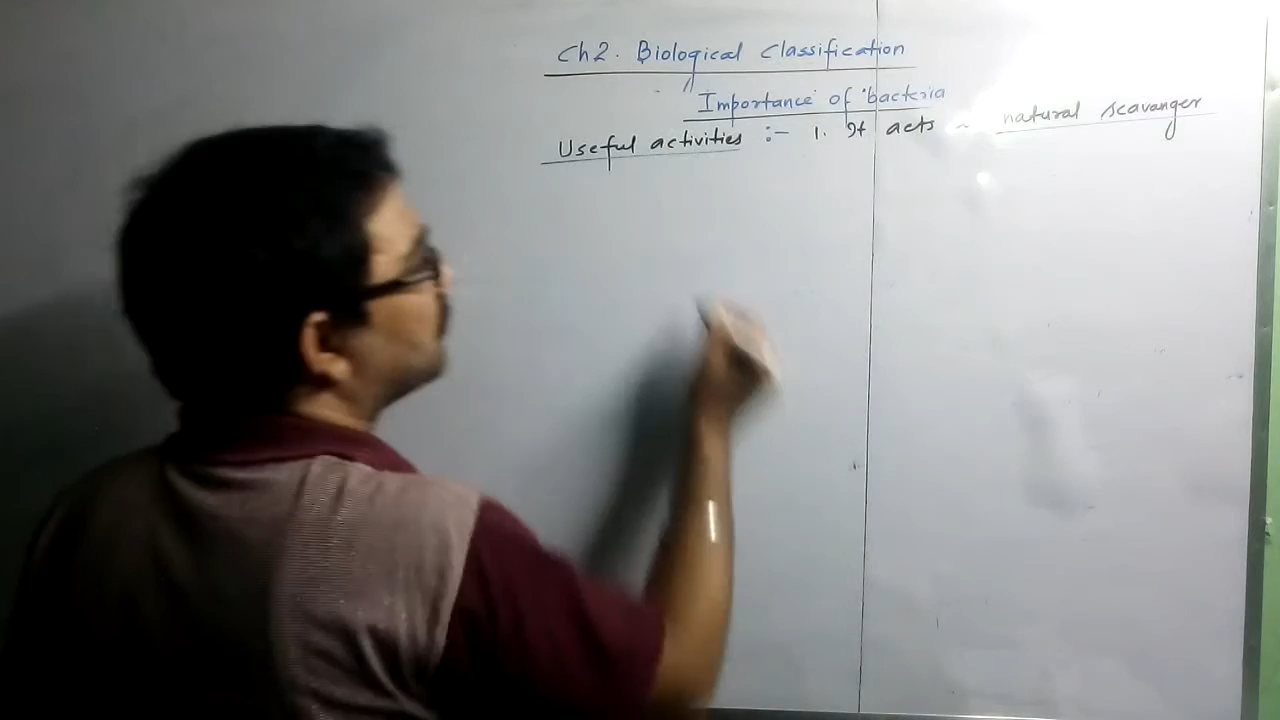 Ch2. Biological Classification
Importance of bacteria
Useful activities :- 1. It acts ~ natural scavanger